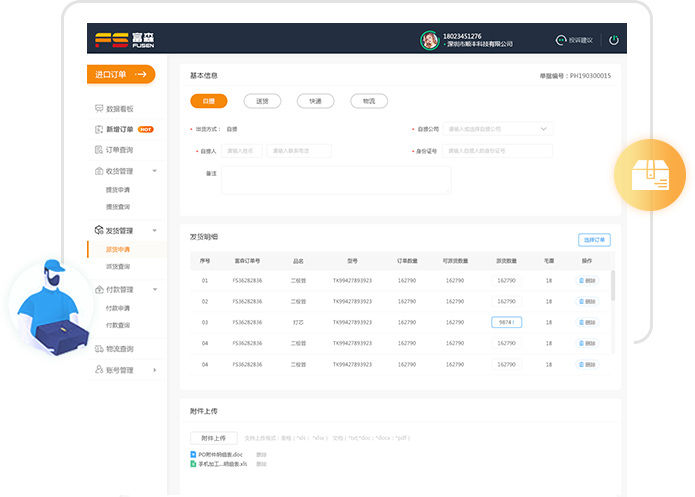 富森
FUSEN
18023451276
深圳市顺丰科技有限公司
投诉建议
进口订单
数据看板
新增订单 HOT
订单查询
收货管理
提货申请
提货查询
发货管理
派货申请
派货查询
付款管理
付款申请
付款查询
物流查询
账号管理
基本信息
单据编号：PH190300015
自提 送货 快递 物流
出货方式： 自提
自提公司 请输入或选择自提公司
自提人 请输入姓名 请输入联系电话
身份证号 请输入自提人的身份证号
备注
发货明细
选择订单
序号 富森订单号 品名 型号 订单数量 可派货数量 派货数量 毛重 操作
01 FS36282836 二极管 TK99427893923 162790 162790 162790 18 删除
02 FS36282836 二极管 TK99427893923 162790 162790 162790 18 删除
03 FS36282836 灯芯 TK99427893923 162790 162790 9874 18 删除
04 FS36282836 二极管 TK99427893923 162790 162790 162790 18 删除
04 FS36282836 二极管 TK99427893923 162790 162790 162790 18 删除
附件上传
附件上传 文档上传格式：表格（*xls； *xlsx） 文档（*txt;*doc；*docx；*pdf）
PO附件明细表.doc 删除
手机加工...明细表.xls 删除